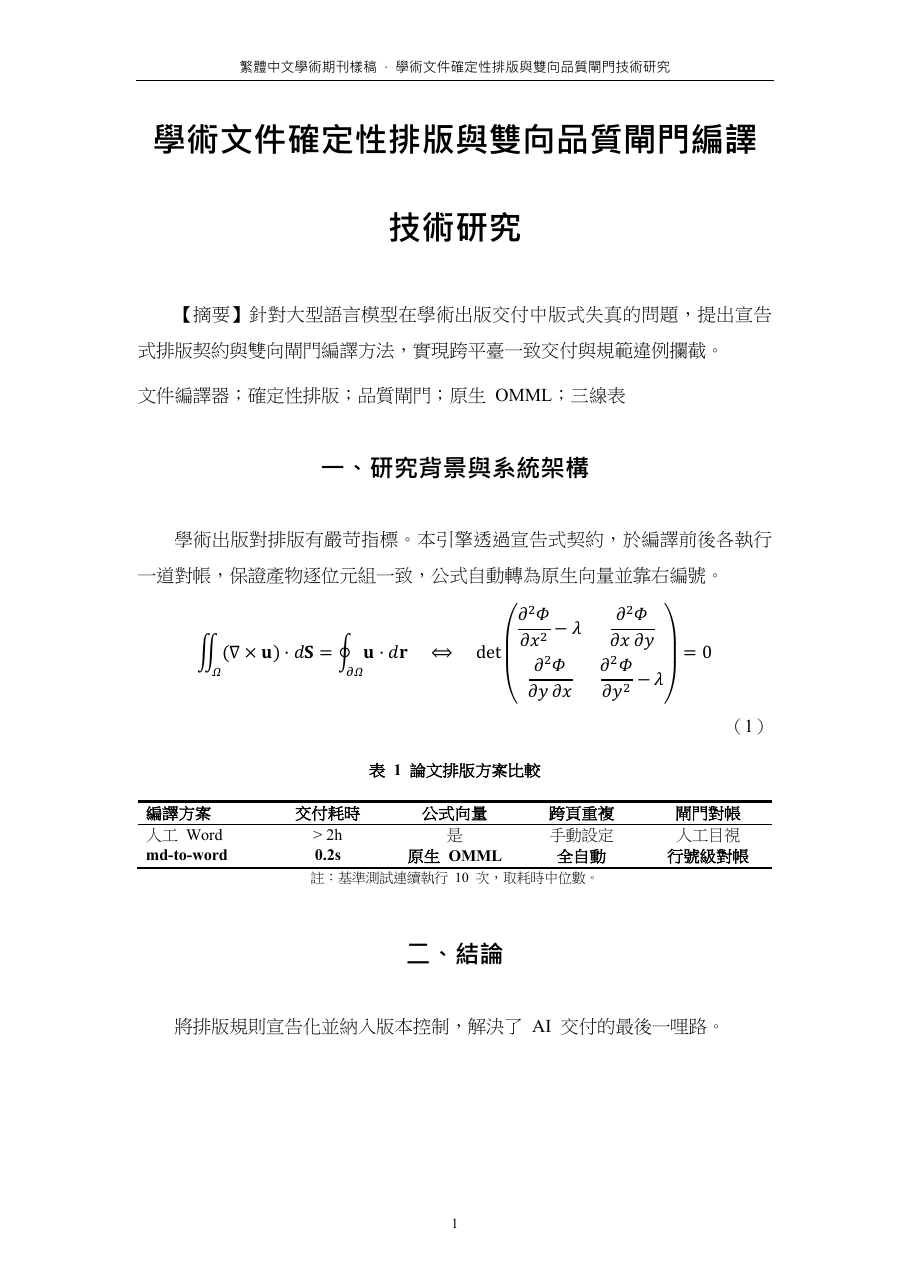 繁體中文學術期刊樣稿 · 學術文件確定性排版與雙向品質閘門技術研究
學術文件確定性排版與雙向品質閘門編譯
技術研究
【摘要】針對大型語言模型在學術出版交付中版式失真的問題，提出宣告
式排版契約與雙向閘門編譯方法，實現跨平臺一致交付與規範違例攔截。
文件編譯器；確定性排版；品質閘門；原生 OMML；三線表
一、研究背景與系統架構
學術出版對排版有嚴苛指標。本引擎透過宣告式契約，於編譯前後各執行
一道對帳，保證產物逐位元組一致，公式自動轉為原生向量並靠右編號。
∬_Ω (∇ × u) · dS = ∮_∂Ω u · dr ⟺ det( ∂²Φ/∂x² − λ  ∂²Φ/∂x ∂y ; ∂²Φ/∂y ∂x  ∂²Φ/∂y² − λ ) = 0
（1）
表 1 論文排版方案比較
編譯方案 交付耗時 公式向量 跨頁重複 閘門對帳
人工 Word > 2h 是 手動設定 人工目視
md-to-word 0.2s 原生 OMML 全自動 行號級對帳
註：基準測試連續執行 10 次，取耗時中位數。
二、結論
將排版規則宣告化並納入版本控制，解決了 AI 交付的最後一哩路。
1